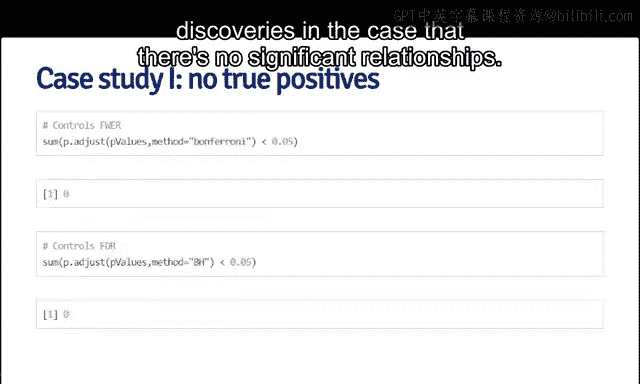 GPT中英字幕课程资源@bilibili.com
discoveries in the case that
there's no significant relationships.
Case study I: no true positives
# Controls FWER
sum(p.adjust(pValues,method="bonferroni") < 0.05)
[1] 0
# Controls FDR
sum(p.adjust(pValues,method="BH") < 0.05)
[1] 0